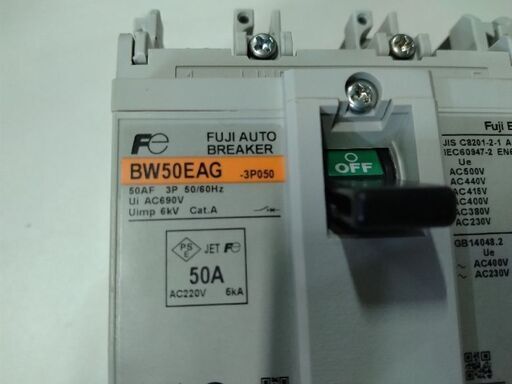 Fe
FUJI AUTO
BREAKER
BW50EAG -3P050
50AF 3P 50/60Hz
Ui AC690V
Uimp 6kV Cat.A
PS
E
JET Fe
50A
AC220V 5kA
OFF
Fuji E
JIS C8201-2-1 A
IEC60947-2 EN6
Ue
AC500V
AC440V
AC415V
AC400V
AC380V
AC230V
GB14048.2
Ue
~ AC400V
~ AC230V